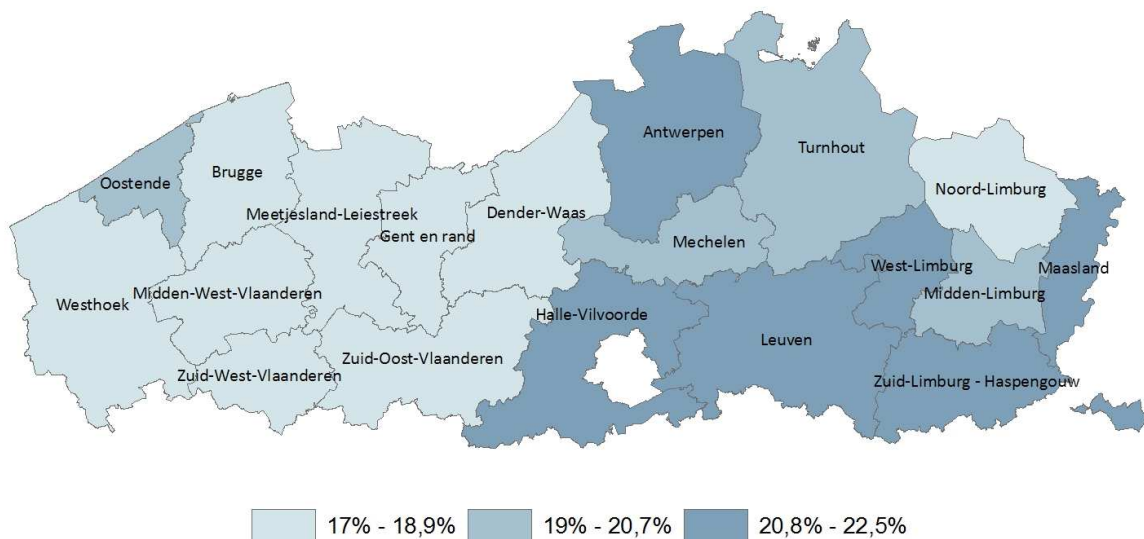 Antwerpen
Turnhout
Oostende
Brugge
Noord-Limburg
Meetjesland-Leiestreek
Dender-Waas
Gent en rand
Mechelen
West-Limburg
Maasland
Midden-West-Vlaanderen
Midden-Limburg
Westhoek
Halle-Vilvoorde
Leuven
Zuid-Oost-Vlaanderen
Zuid-West-Vlaanderen
Zuid-Limburg - Haspengouw
17% - 18,9% 19% - 20,7% 20,8% - 22,5%